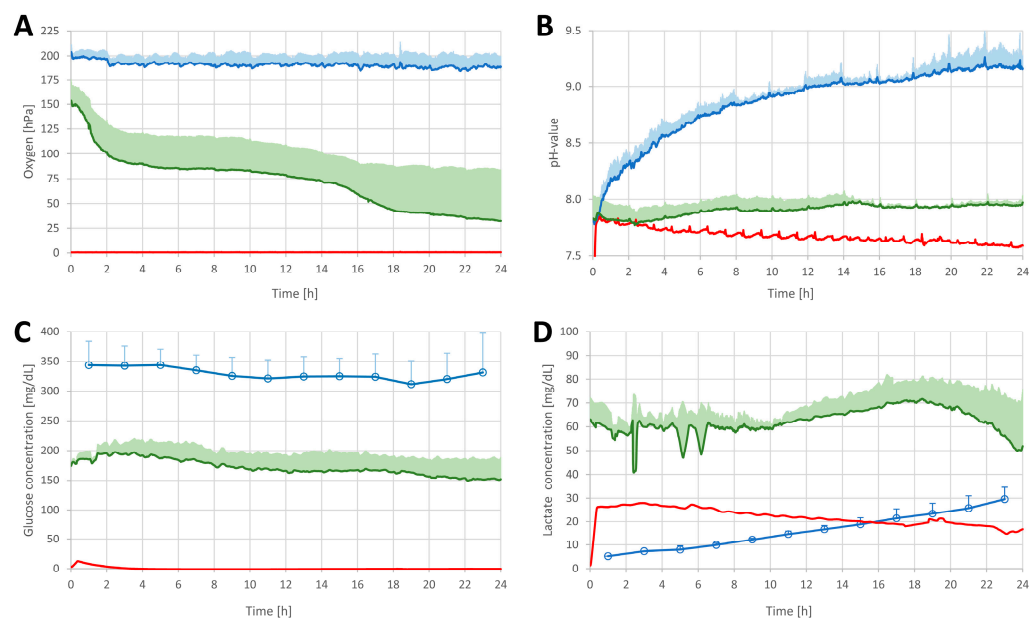 A
Oxygen [hPa]
225
200
175
150
125
100
75
50
25
0
0 2 4 6 8 10 12 14 16 18 20 22 24
Time [h]
B
pH-value
9.5
9.0
8.5
8.0
7.5
0 2 4 6 8 10 12 14 16 18 20 22 24
Time [h]
C
Glucose concentration [mg/dL]
400
350
300
250
200
150
100
50
0
0 2 4 6 8 10 12 14 16 18 20 22 24
Time [h]
D
Lactate concentration [mg/dL]
100
90
80
70
60
50
40
30
20
10
0
0 2 4 6 8 10 12 14 16 18 20 22 24
Time [h]